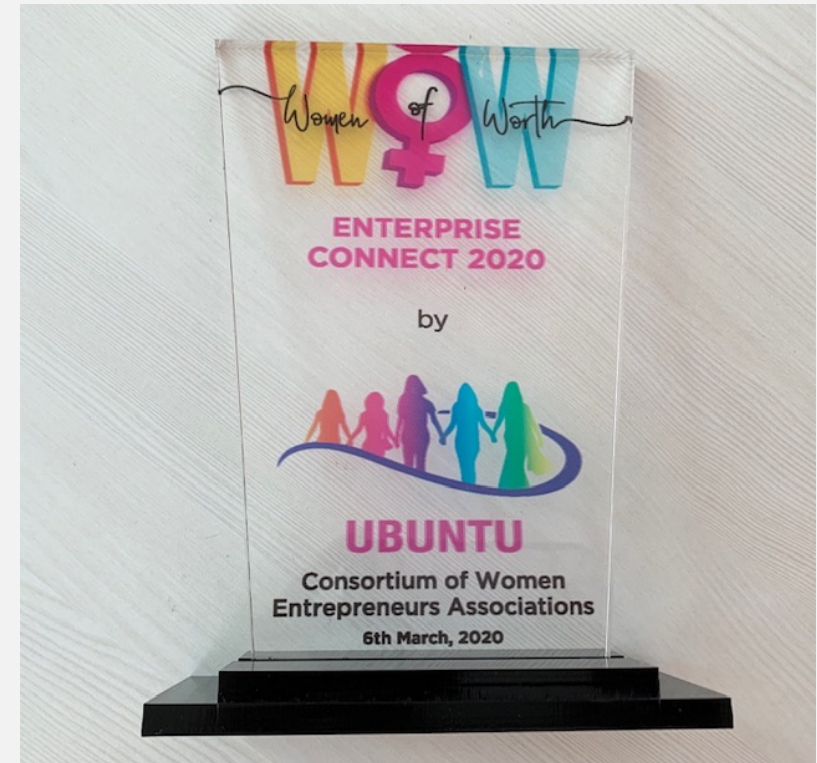 WOW
Women of Worth
ENTERPRISE
CONNECT 2020
by
UBUNTU
Consortium of Women
Entrepreneurs Associations
6th March, 2020